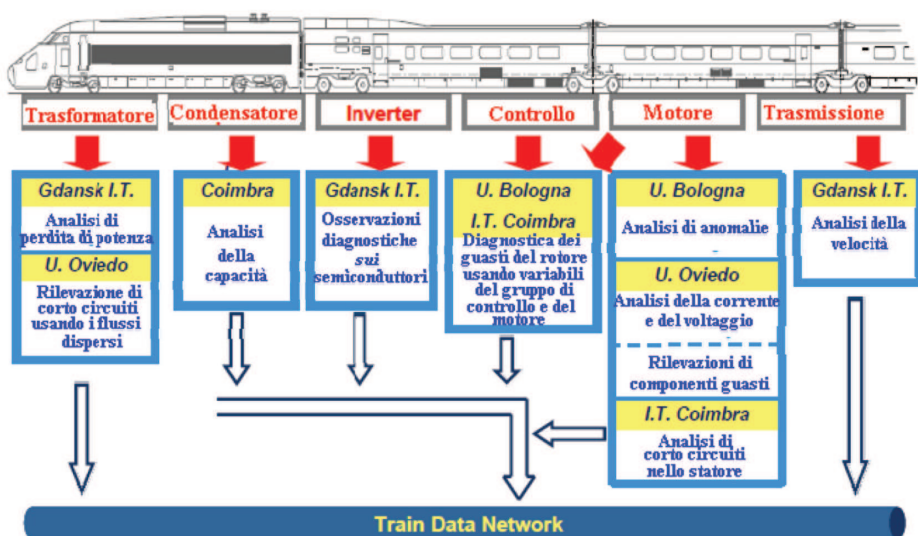 Trasformatore
Condensatore
Inverter
Controllo
Motore
Trasmissione
Gdansk I.T.
Analisi di
perdita di potenza
U. Oviedo
Rilevazione di
corto circuiti
usando i flussi
dispersi
Coimbra
Analisi
della
capacità
Gdansk I.T.
Osservazioni
diagnostiche
sui
semiconduttori
U. Bologna
I.T. Coimbra
Diagnostica dei
guasti del rotore
usando variabili
del gruppo di
controllo e del
motore
U. Bologna
Analisi di anomalie
U. Oviedo
Analisi della corrente
e del voltaggio
Rilevazioni di
componenti guasti
I.T. Coimbra
Analisi di
corto circuiti
nello statore
Gdansk I.T.
Analisi della
velocità
Train Data Network